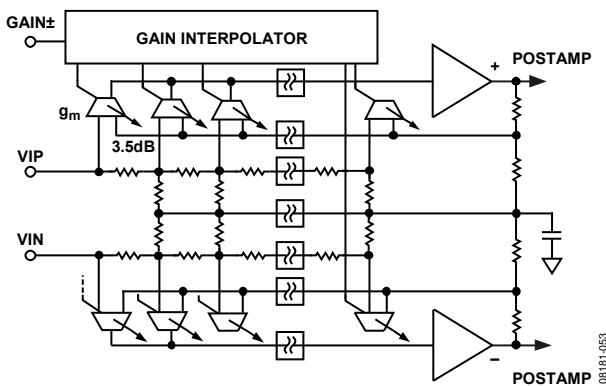 GAIN±
GAIN INTERPOLATOR
+
POSTAMP
gm
3.5dB
VIP
VIN
–
POSTAMP
08181-053